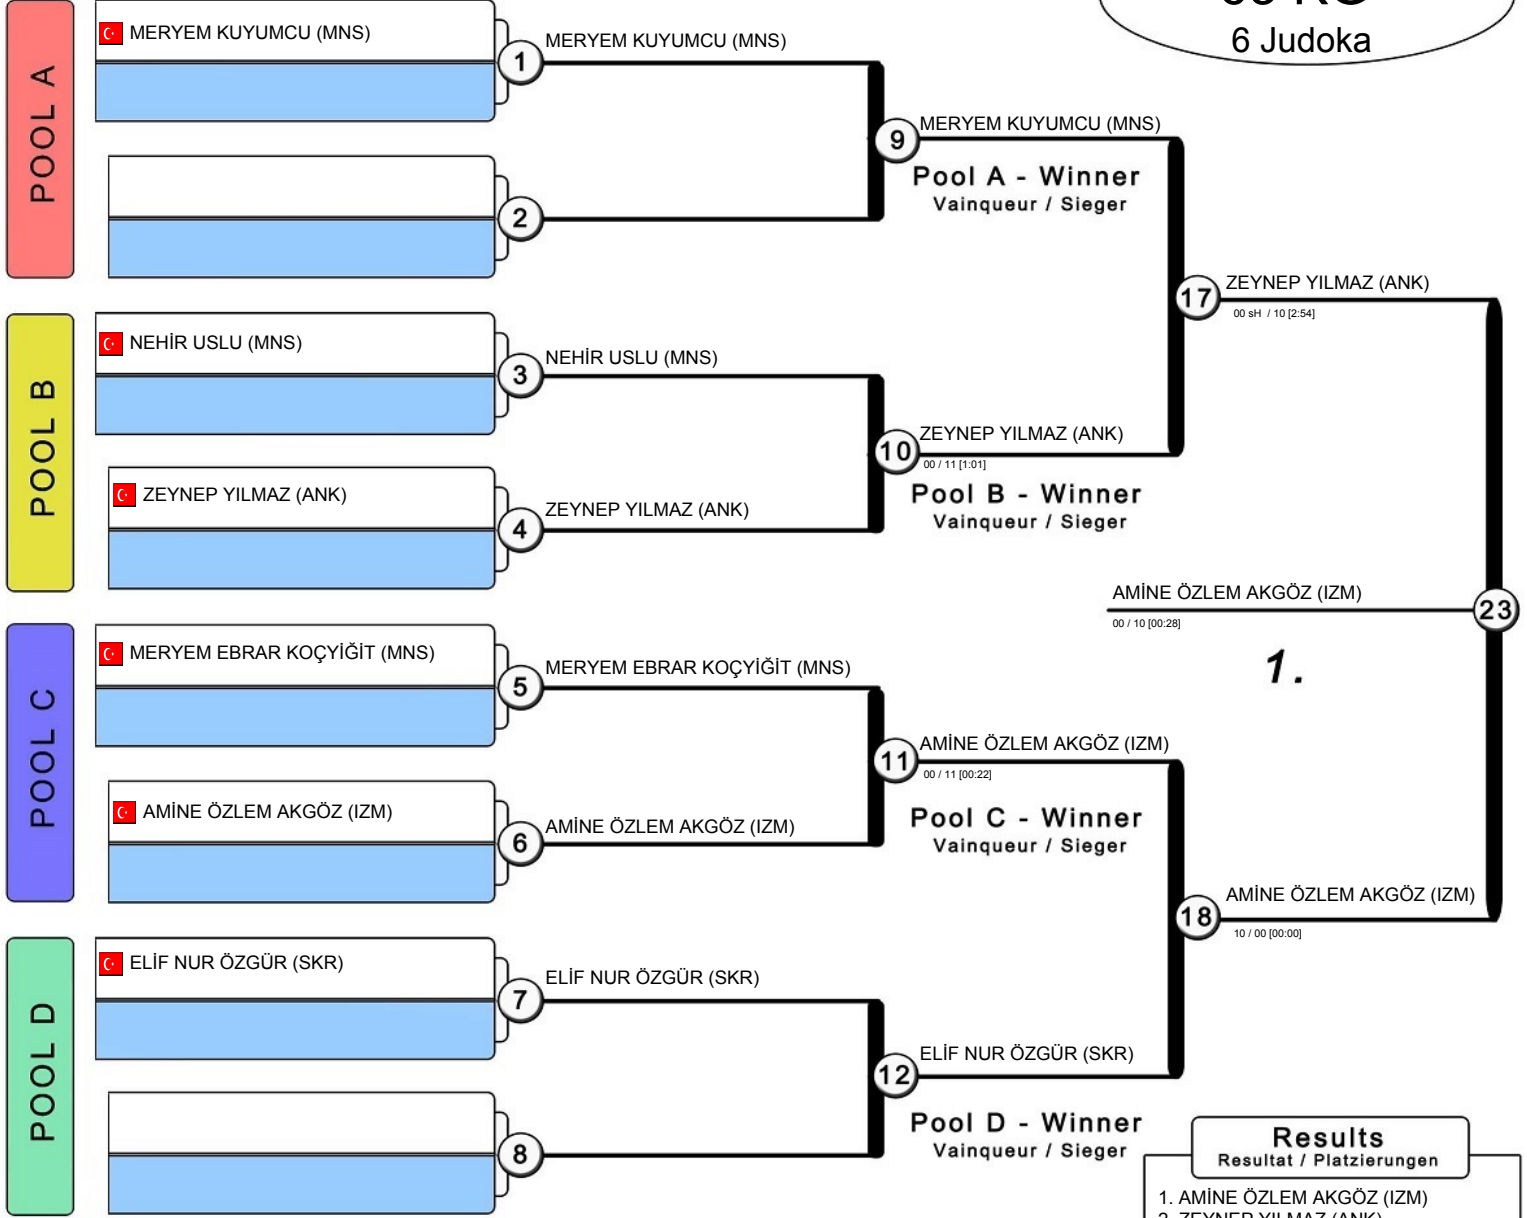 6 Judoka
POOL A
MERYEM KUYUMCU (MNS)
1
MERYEM KUYUMCU (MNS)
2
9
MERYEM KUYUMCU (MNS)
Pool A - Winner
Vainqueur / Sieger
POOL B
NEHİR USLU (MNS)
3
NEHİR USLU (MNS)
ZEYNEP YILMAZ (ANK)
4
ZEYNEP YILMAZ (ANK)
10
ZEYNEP YILMAZ (ANK)
00 / 11 [1:01]
Pool B - Winner
Vainqueur / Sieger
17
ZEYNEP YILMAZ (ANK)
00 sH / 10 [2:54]
POOL C
MERYEM EBRAR KOÇYİĞİT (MNS)
5
MERYEM EBRAR KOÇYİĞİT (MNS)
AMİNE ÖZLEM AKGÖZ (IZM)
6
AMİNE ÖZLEM AKGÖZ (IZM)
11
AMİNE ÖZLEM AKGÖZ (IZM)
00 / 11 [00:22]
Pool C - Winner
Vainqueur / Sieger
POOL D
ELİF NUR ÖZGÜR (SKR)
7
ELİF NUR ÖZGÜR (SKR)
8
12
ELİF NUR ÖZGÜR (SKR)
Pool D - Winner
Vainqueur / Sieger
18
AMİNE ÖZLEM AKGÖZ (IZM)
10 / 00 [00:00]
AMİNE ÖZLEM AKGÖZ (IZM)
23
00 / 10 [00:28]
1.
Results
Resultat / Platzierungen
1. AMİNE ÖZLEM AKGÖZ (IZM)
2. ZEYNEP YILMAZ (ANK)